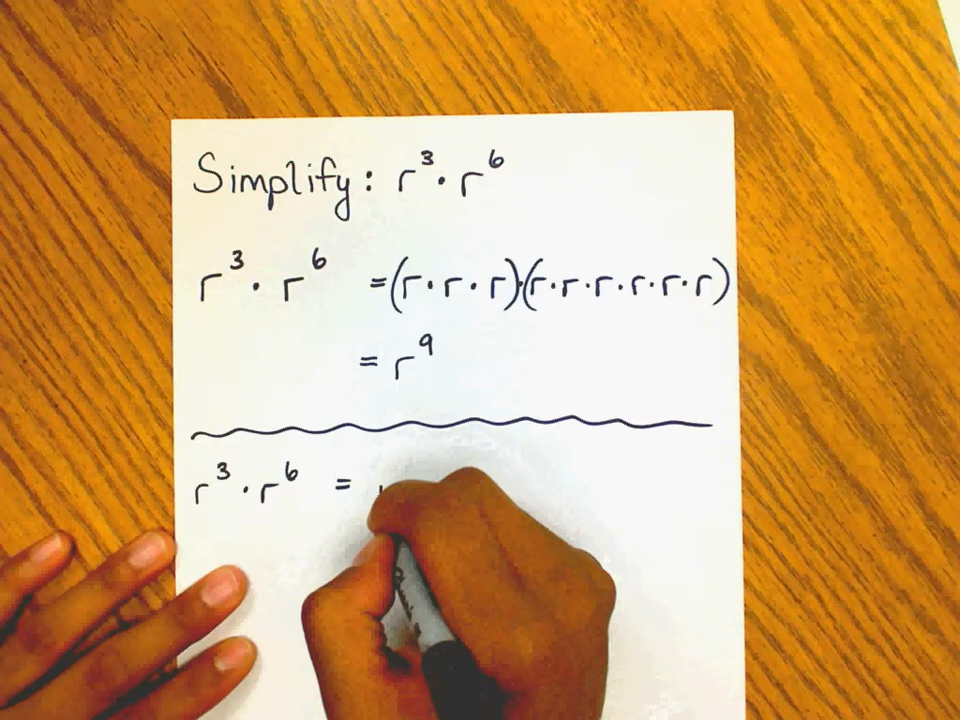 Simplify: r³ · r⁶
r³ · r⁶ = (r · r · r)·(r · r · r · r · r · r)
= r⁹
r³ · r⁶ =